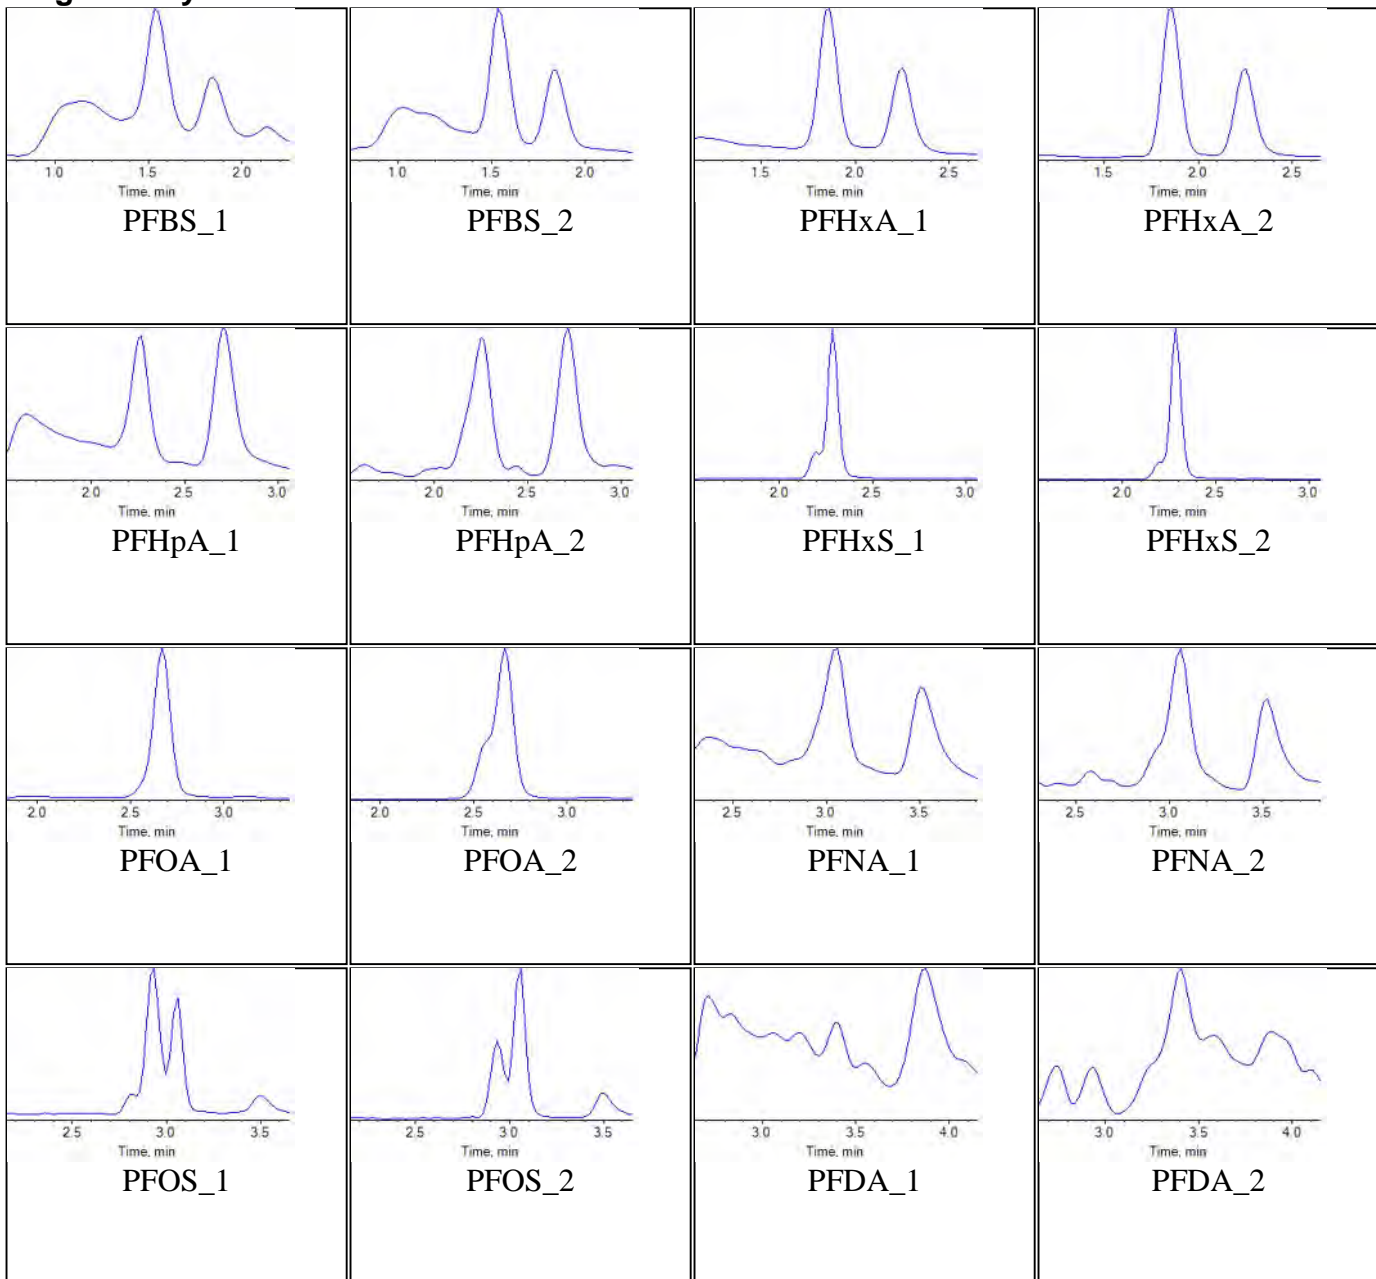 1.0 1.5 2.0
Time, min
PFBS_1
1.0 1.5 2.0
Time, min
PFBS_2
1.5 2.0 2.5
Time, min
PFHxA_1
1.5 2.0 2.5
Time, min
PFHxA_2
2.0 2.5 3.0
Time, min
PFHpA_1
2.0 2.5 3.0
Time, min
PFHpA_2
2.0 2.5 3.0
Time, min
PFHxS_1
2.0 2.5 3.0
Time, min
PFHxS_2
2.0 2.5 3.0
Time, min
PFOA_1
2.0 2.5 3.0
Time, min
PFOA_2
2.5 3.0 3.5
Time, min
PFNA_1
2.5 3.0 3.5
Time, min
PFNA_2
2.5 3.0 3.5
Time, min
PFOS_1
2.5 3.0 3.5
Time, min
PFOS_2
3.0 3.5 4.0
Time, min
PFDA_1
3.0 3.5 4.0
Time, min
PFDA_2